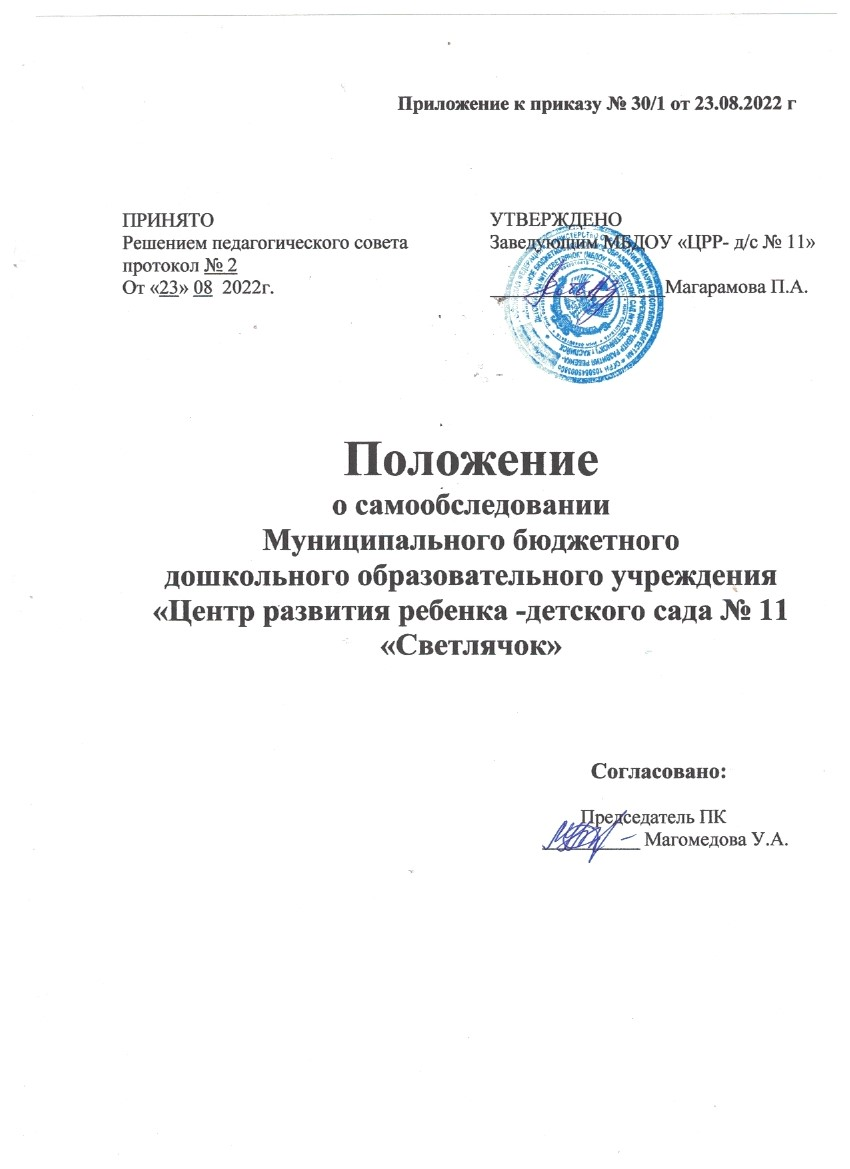 Приложение к приказу № 30/1 от 23.08.2022 г
ПРИНЯТО
Решением педагогического совета
протокол № 2
От «23» 08 2022г.
УТВЕРЖДЕНО
Заведующим МБДОУ «ЦРР- д/с № 11»
Магарамова П.А.
Положение
о самообследовании
Муниципального бюджетного
дошкольного образовательного учреждения
«Центр развития ребенка -детского сада № 11
«Светлячок»
Согласовано:
Председатель ПК
Магомедова У.А.